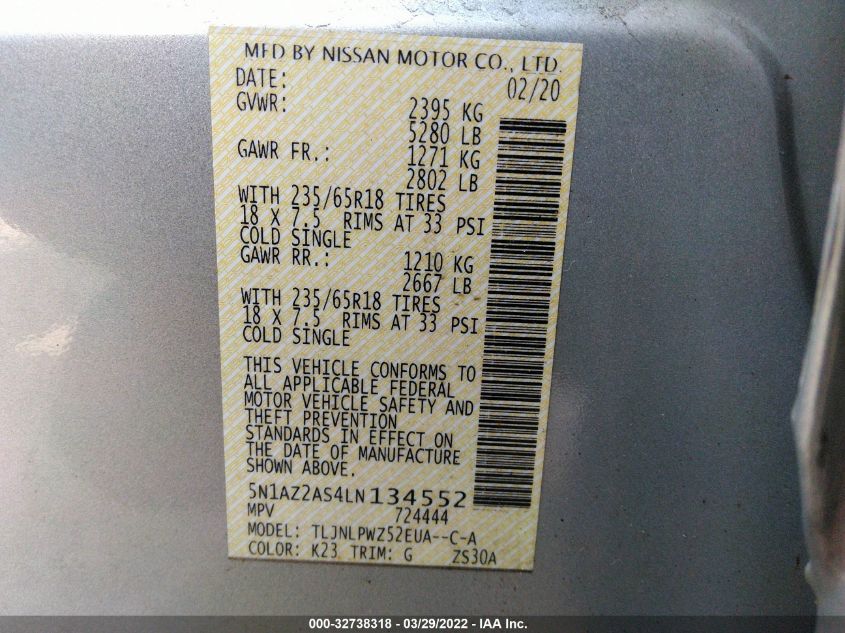 MFD BY NISSAN MOTOR CO., LTD.
DATE: 02/20
GVWR: 2395 KG
5280 LB
GAWR FR.: 1271 KG
2802 LB
WITH 235/65R18 TIRES
18 X 7.5 RIMS AT 33 PSI
COLD SINGLE
GAWR RR.: 1210 KG
2667 LB
WITH 235/65R18 TIRES
18 X 7.5 RIMS AT 33 PSI
COLD SINGLE
THIS VEHICLE CONFORMS TO
ALL APPLICABLE FEDERAL
MOTOR VEHICLE SAFETY AND
THEFT PREVENTION
STANDARDS IN EFFECT ON
THE DATE OF MANUFACTURE
SHOWN ABOVE.
5N1AZ2AS4LN134552
MPV 724444
MODEL: TLJNLPWZ52EUA--C-A
COLOR: K23 TRIM: G ZS30A
000-32738318 - 03/29/2022 - IAA Inc.